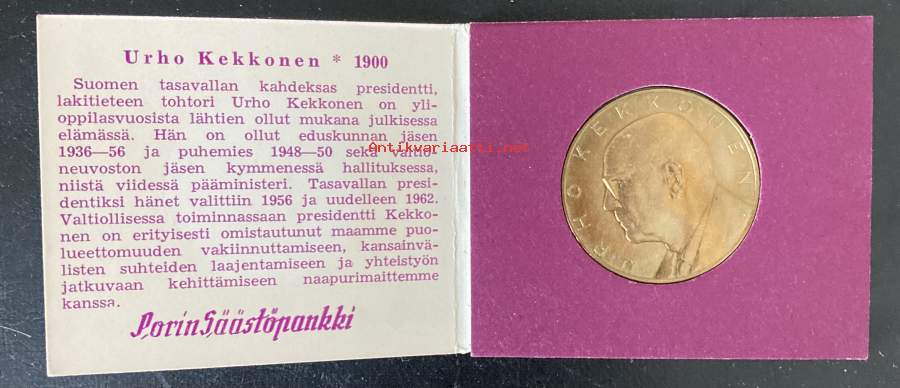 Urho Kekkonen * 1900
Suomen tasavallan kahdeksas presidentti,
lakitieteen tohtori Urho Kekkonen on yli-
oppilasvuosista lähtien ollut mukana julkisessa
elämässä. Hän on ollut eduskunnan jäsen
1936—56 ja puhemies 1948—50 sekä valtio-
neuvoston jäsen kymmenessä hallituksessa,
niistä viidessä pääministeri. Tasavallan presi-
dentiksi hänet valittiin 1956 ja uudelleen 1962.
Valtiollisessa toiminnassaan presidentti Kekko-
nen on erityisesti omistautunut maamme puo-
lueettomuuden vakiinnuttamiseen, kansainvä-
listen suhteiden laajentamiseen ja yhteistyön
jatkuvaan kehittämiseen naapurimaittemme
kanssa.
Porin Säästöpankki
URHO KEKKONEN
Antikvariaatti.net